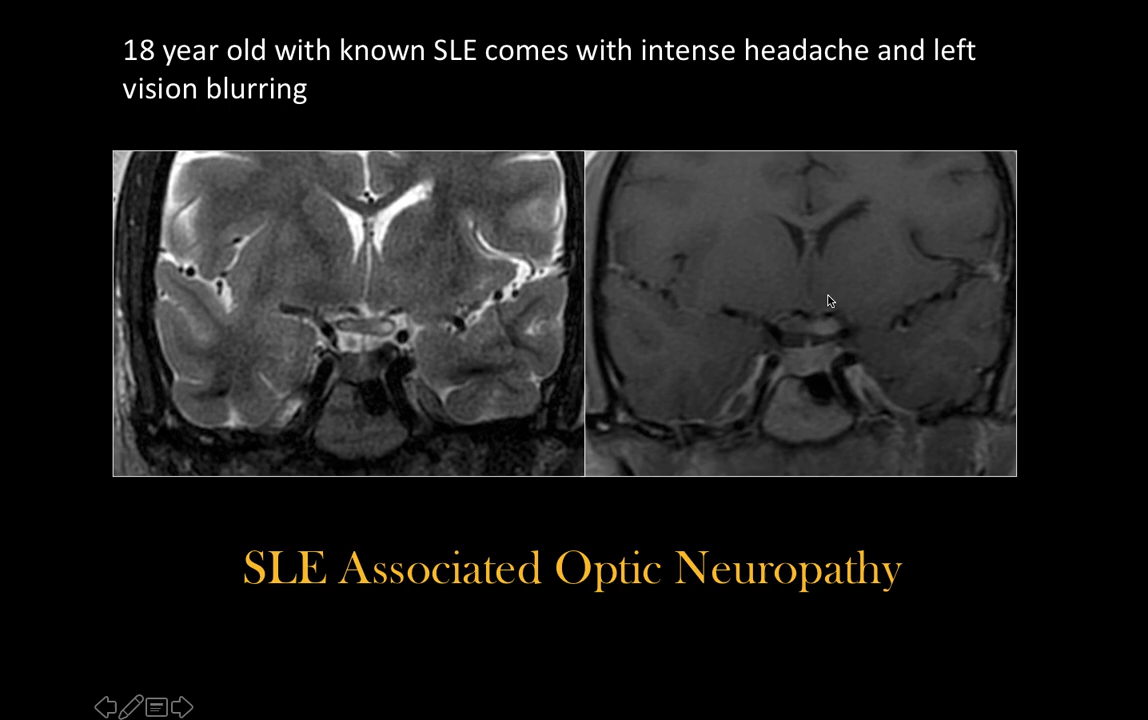 18 year old with known SLE comes with intense headache and left
vision blurring
SLE Associated Optic Neuropathy